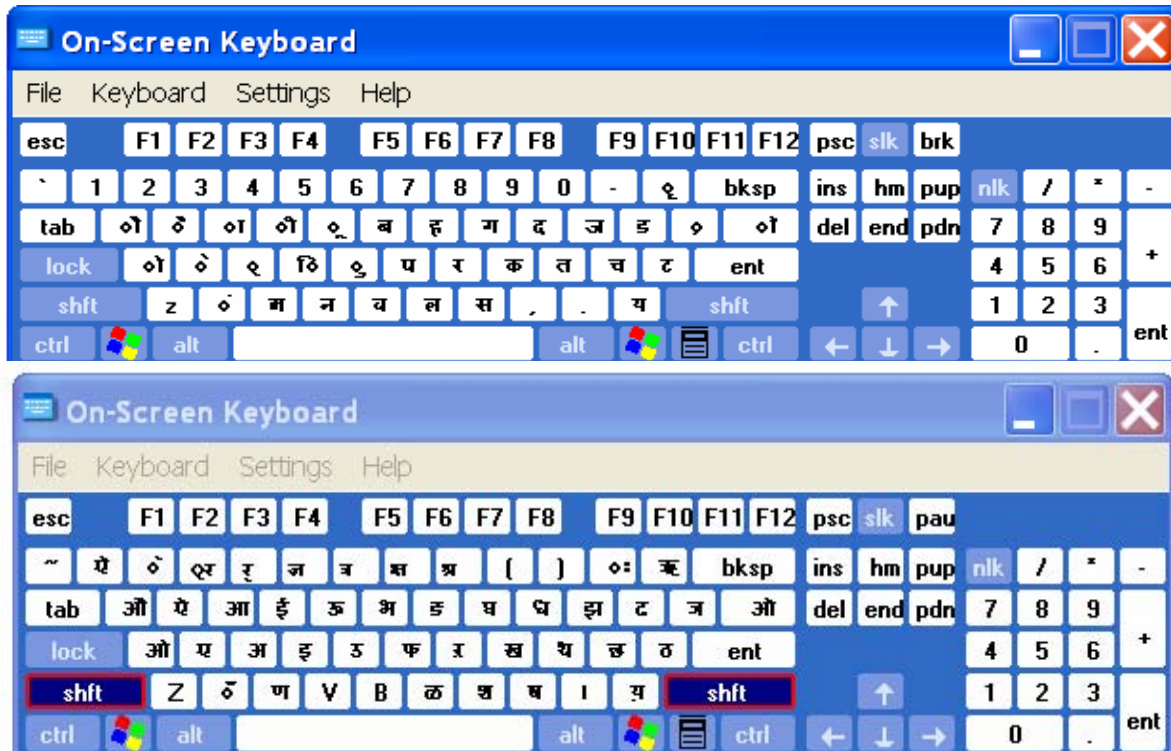 On-Screen Keyboard
File Keyboard Settings Help
esc F1 F2 F3 F4 F5 F6 F7 F8 F9 F10 F11 F12 psc slk brk
` 1 2 3 4 5 6 7 8 9 0 - ृ bksp ins hm pup nlk / * -
tab ौ ै ा ी ू ब ह ग द ज ड ़ ॉ del end pdn 7 8 9 +
lock ो े ् ि ु प र क त च ट ent 4 5 6
shft z ं म न व ल स , . य shft ↑ 1 2 3 ent
ctrl alt alt ctrl ← ↓ → 0 .
On-Screen Keyboard
File Keyboard Settings Help
esc F1 F2 F3 F4 F5 F6 F7 F8 F9 F10 F11 F12 psc slk pau
~ ऍ ॅ ्र र् ज्ञ त्र क्ष श्र ( ) ः ऋ bksp ins hm pup nlk / * -
tab औ ऐ आ ई ऊ भ ङ घ ध झ ढ ञ ऑ del end pdn 7 8 9 +
lock ओ ए अ इ उ फ ऱ ख थ छ ठ ent 4 5 6
shft Z ँ ण V B ळ श ष । य़ shft ↑ 1 2 3 ent
ctrl alt alt ctrl ← ↓ → 0 .